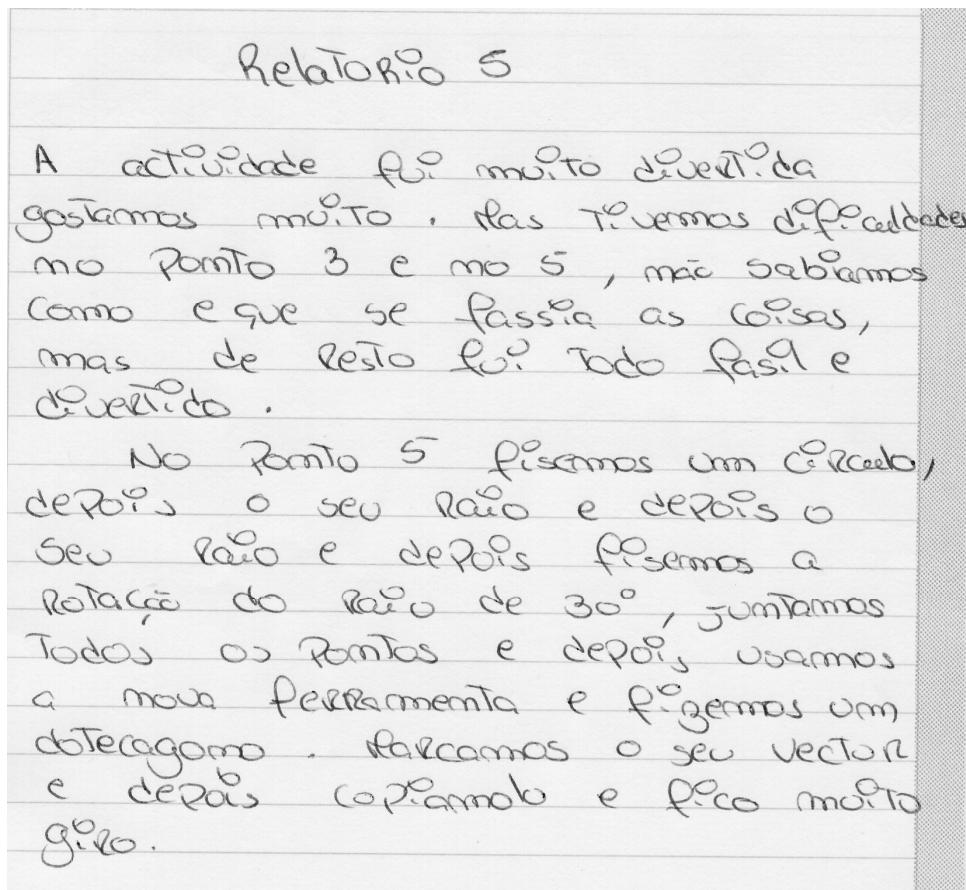 Relatorio 5
A actividade foi muito divertida
gostamos muito. Mas tivemos dificuldades
no ponto 3 e no 5, não sabiamos
como e que se fassia as coisas,
mas de resto foi todo fasil e
divertido.
No ponto 5 fisemos um circulo,
depois o seu raio e depois o
seu raio e depois fisemos a
rotação do raio de 30°, juntamos
todos os pontos e depois usamos
a nova ferramenta e fizemos um
dotecagono. Marcamos o seu vector
e depois copiamolo e fico muito
giro.